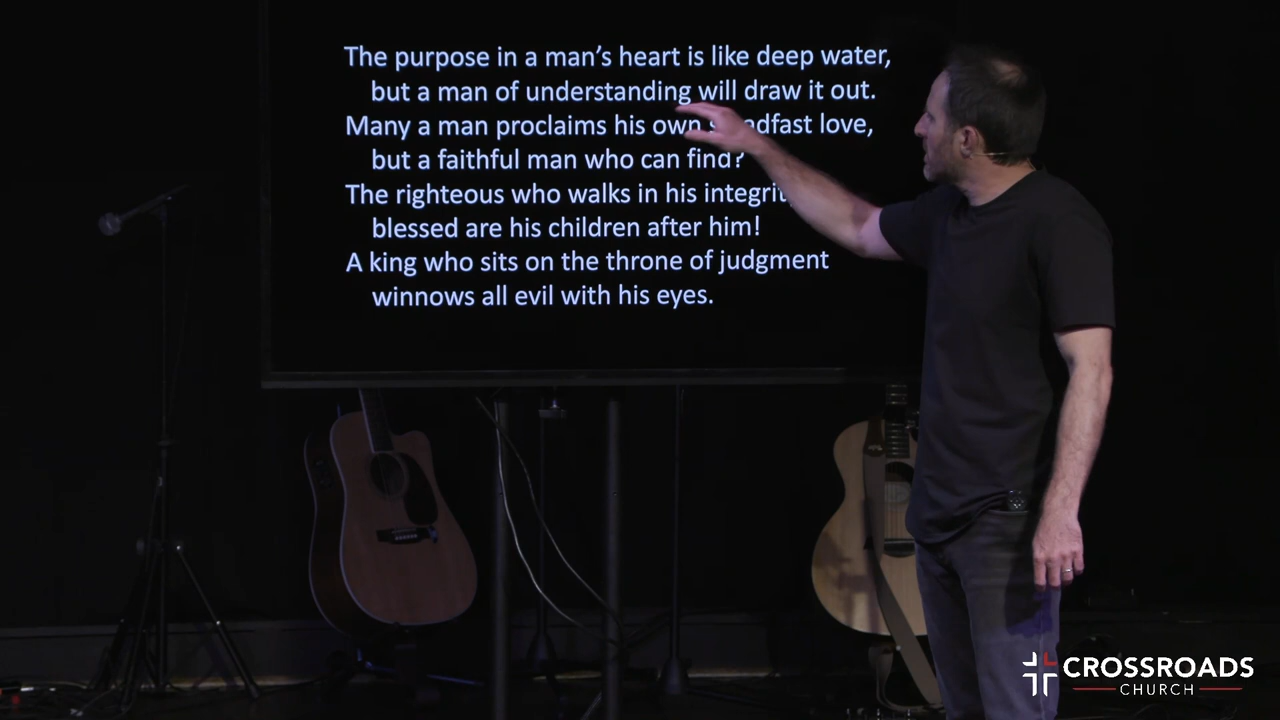 The purpose in a man’s heart is like deep water,
but a man of understanding will draw it out.
Many a man proclaims his own love,
but a faithful man who can find?
The righteous who walks in his
blessed are his children after him!
A king who sits on the throne of judgment
winnows all evil with his eyes.
CROSSROADS
CHURCH